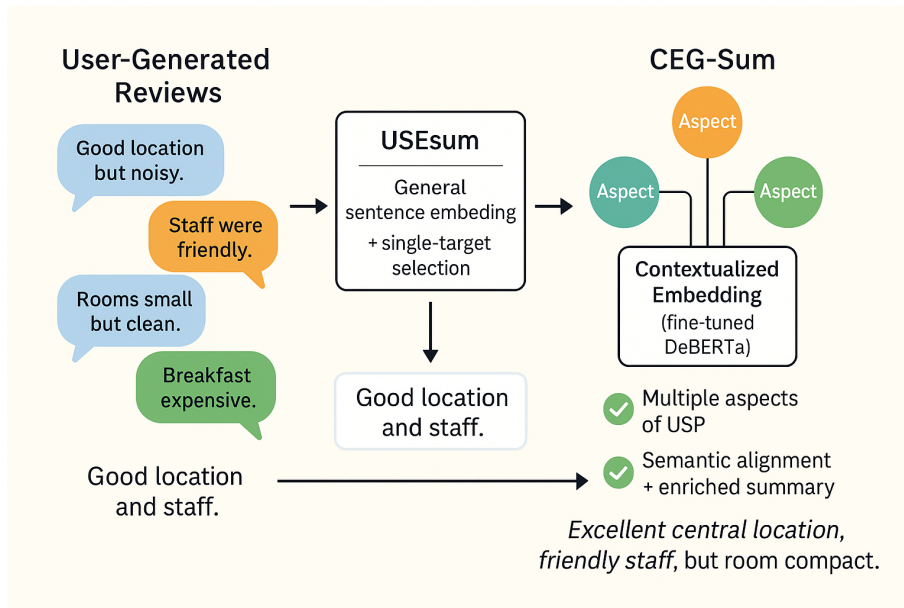 User-Generated
Reviews
Good location
but noisy.
Staff were
friendly.
Rooms small
but clean.
Breakfast
expensive.
Good location
and staff.
USEsum
General
sentence embeding
+ single-target
selection
Good location
and staff.
CEG-Sum
Aspect
Aspect
Aspect
Contextualized
Embedding
(fine-tuned
DeBERTa)
Multiple aspects
of USP
Semantic alignment
+ enriched summary
Excellent central location,
friendly staff, but room compact.